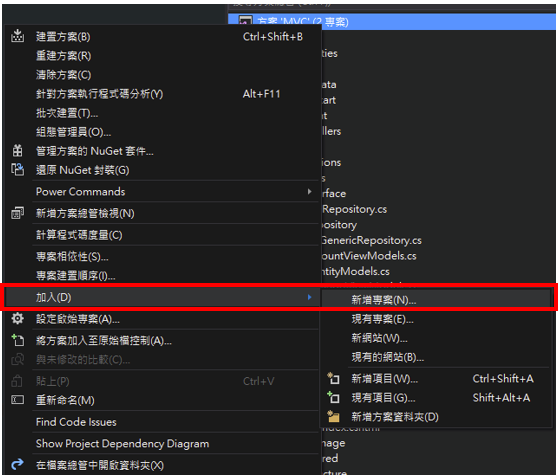 方案 'MVC' (2 專案)
建置方案(B) Ctrl+Shift+B
重建方案(R)
清除方案(C)
針對方案執行程式碼分析(Y) Alt+F11
批次建置(T)...
組態管理員(O)...
管理方案的 NuGet 套件...
還原 NuGet 封裝(G)
Power Commands
新增方案總管檢視(N)
計算程式碼度量(C)
專案相依性(S)...
專案建置順序(I)...
加入(D)
設定啟始專案(A)...
將方案加入至原始檔控制(A)...
與未修改的比較(C)...
貼上(P) Ctrl+V
重新命名(M)
Find Code Issues
Show Project Dependency Diagram
在檔案總管中開啟資料夾(X)
ties
ata
tart
nt
llers
ions
s
erface
Repository.cs
pository
GenericRepository.cs
ountViewModels.cs
ntityModels.cs
新增專案(N)...
現有專案(E)...
新網站(W)...
現有的網站(B)...
新增項目(W)... Ctrl+Shift+A
現有項目(G)... Shift+Alt+A
新增方案資料夾(D)
ndex.cshtml
nage
ared
cture